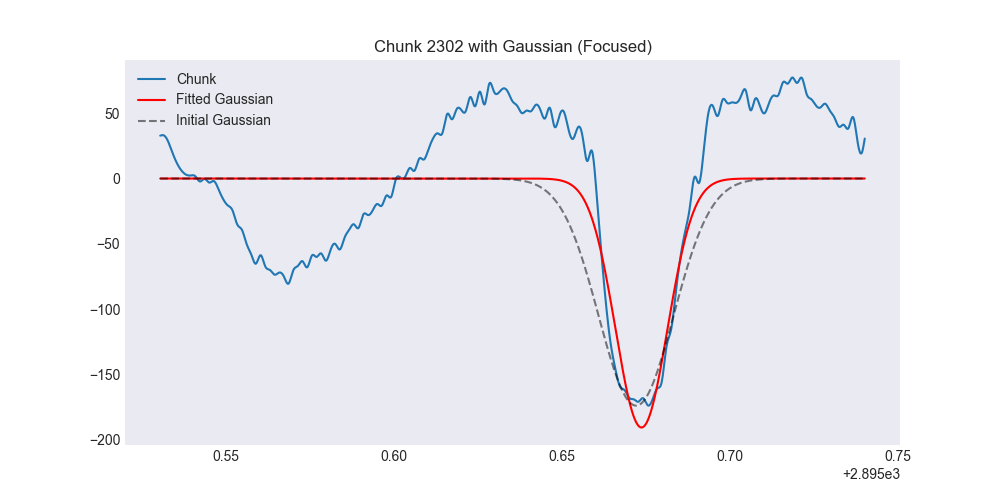 Chunk 2302 with Gaussian (Focused)
Chunk
Fitted Gaussian
Initial Gaussian
50
0
−50
−100
−150
−200
0.55 0.60 0.65 0.70 0.75
+2.895e3